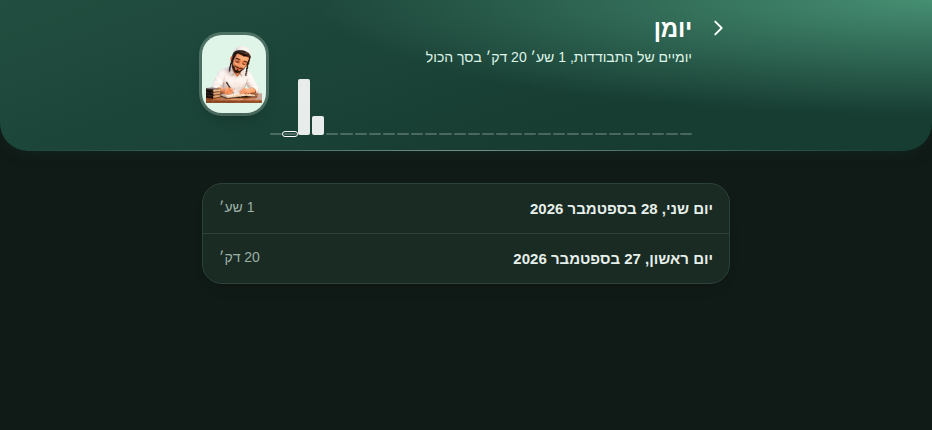 יומן
יומיים של התבודדות, 1 שע׳ 20 דק׳ בסך הכול
יום שני, 28 בספטמבר 2026
1 שע׳
יום ראשון, 27 בספטמבר 2026
20 דק׳